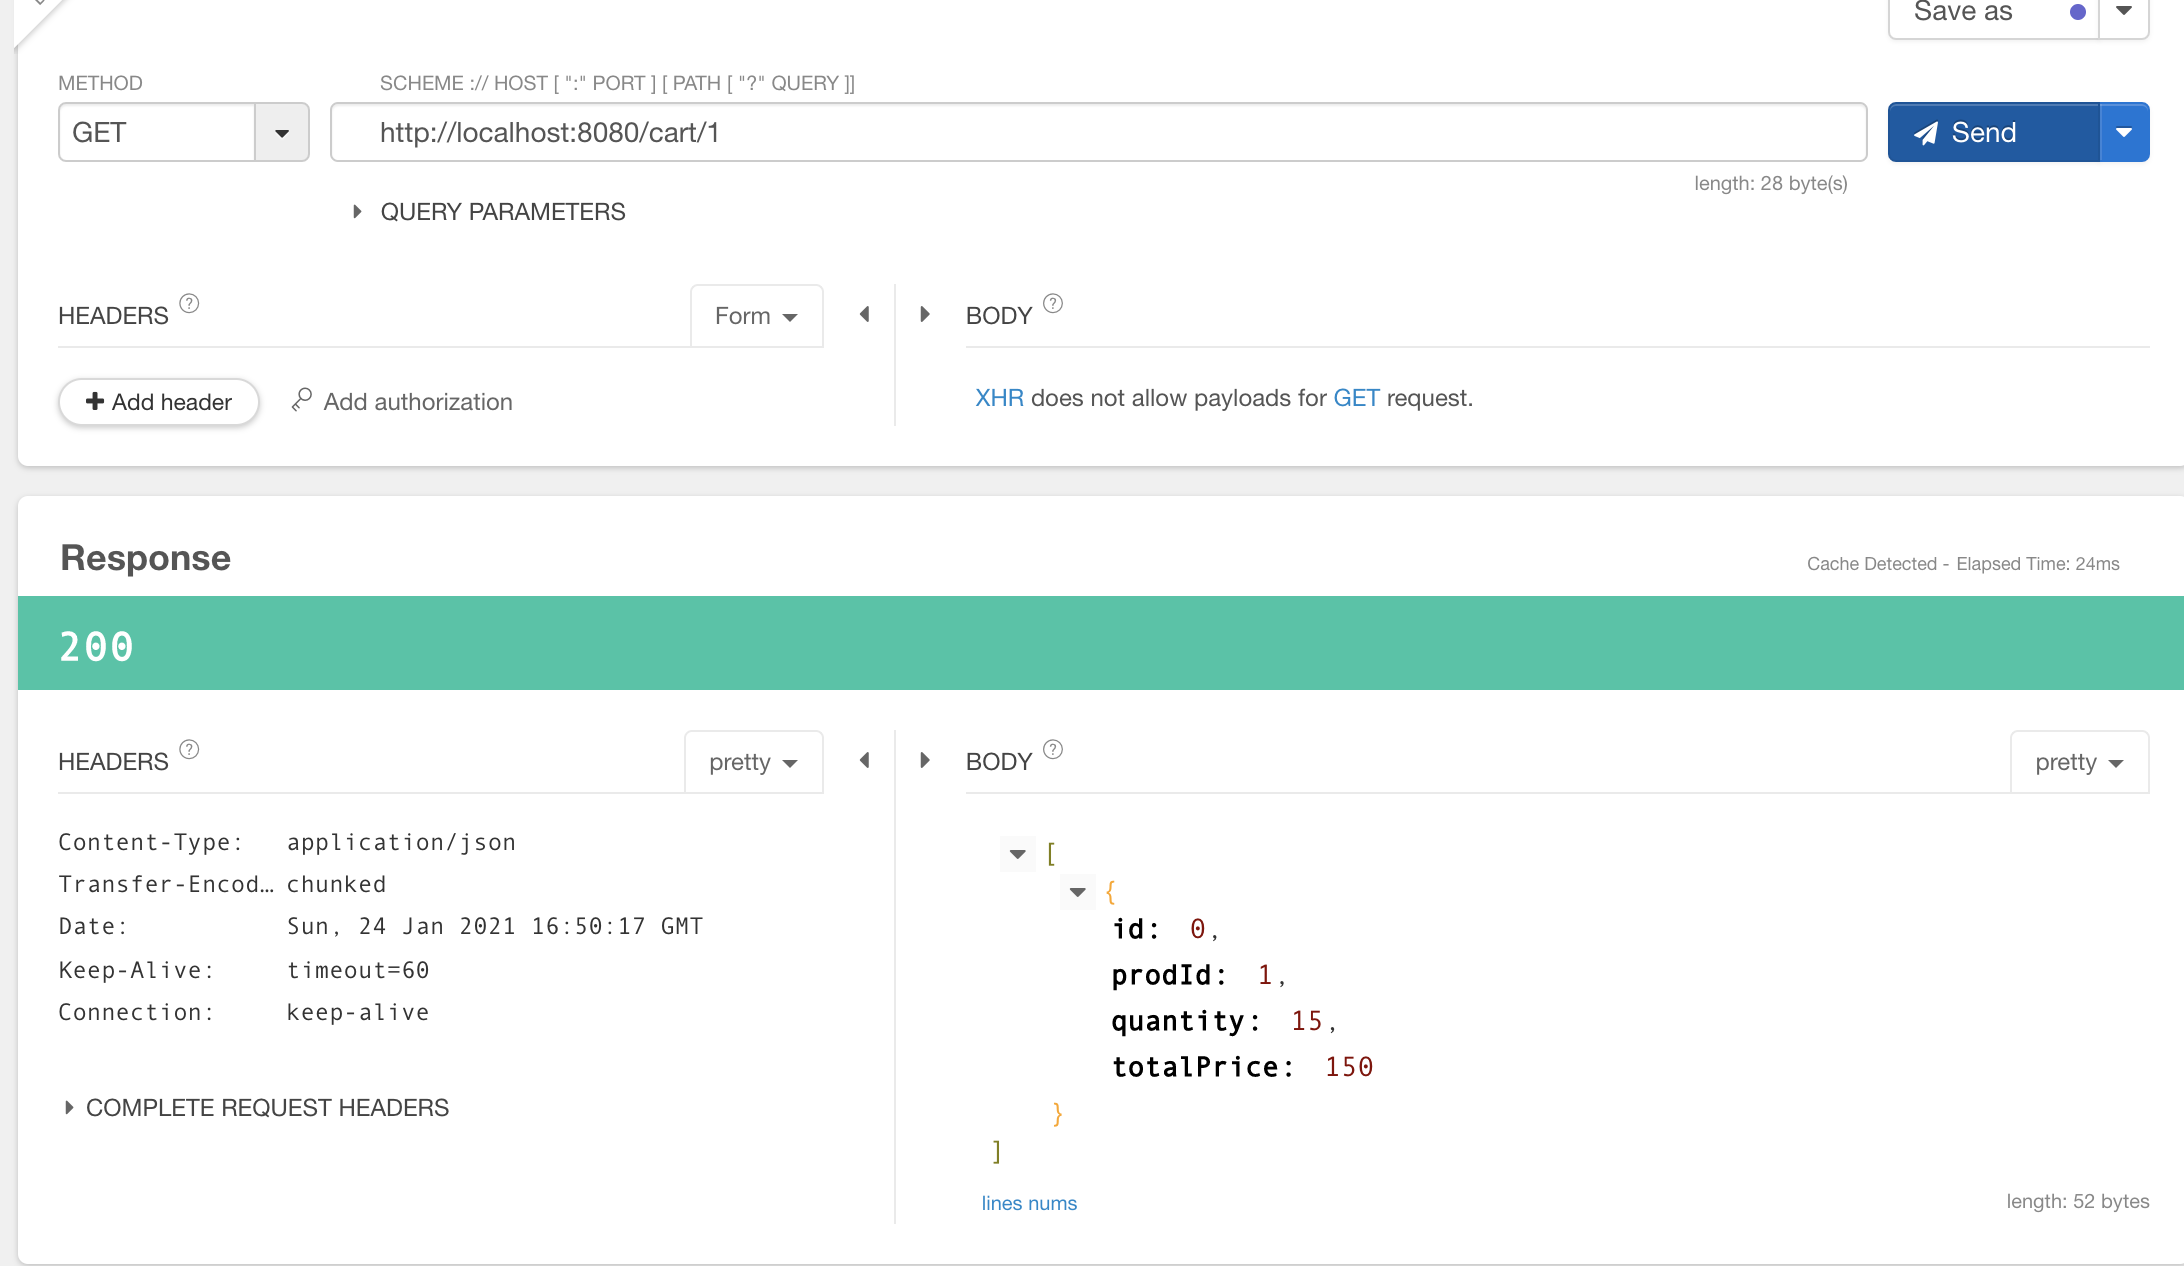 Save as
METHOD
SCHEME :// HOST [ ":" PORT ] [ PATH [ "?" QUERY ]]
GET
http://localhost:8080/cart/1
Send
length: 28 byte(s)
QUERY PARAMETERS
HEADERS ?
Form
BODY ?
Add header
Add authorization
XHR does not allow payloads for GET request.
Response
Cache Detected - Elapsed Time: 24ms
200
HEADERS ?
pretty
BODY ?
pretty
Content-Type: application/json
Transfer-Encod… chunked
Date: Sun, 24 Jan 2021 16:50:17 GMT
Keep-Alive: timeout=60
Connection: keep-alive
COMPLETE REQUEST HEADERS
[
{
id: 0,
prodId: 1,
quantity: 15,
totalPrice: 150
}
]
lines nums
length: 52 bytes